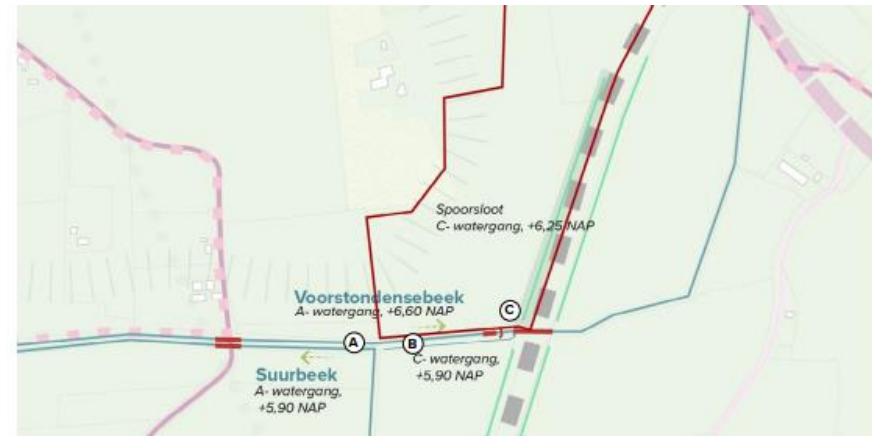 Spoorsloot
C- watergang, +6,25 NAP
Voorstondensebeek
A- watergang, +6,60 NAP
C
A
B
C- watergang,
+5,90 NAP
Suurbeek
A- watergang,
+5,90 NAP